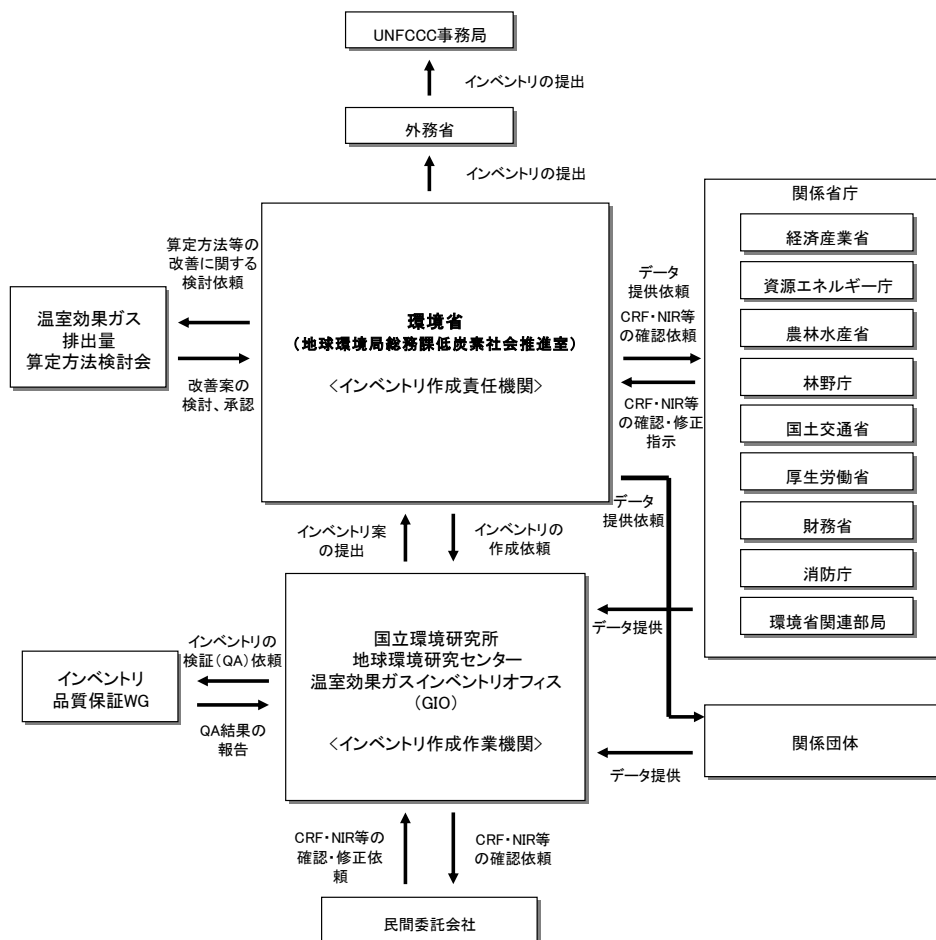 UNFCCC事務局
インベントリの提出
外務省
インベントリの提出
算定方法等の
改善に関する
検討依頼
温室効果ガス
排出量
算定方法検討会
改善案の
検討、承認
環境省
（地球環境局総務課低炭素社会推進室）
＜インベントリ作成責任機関＞
データ
提供依頼
CRF・NIR等
の確認依頼
CRF・NIR等
の確認・修正
指示
データ
提供依頼
関係省庁
経済産業省
資源エネルギー庁
農林水産省
林野庁
国土交通省
厚生労働省
財務省
消防庁
環境省関連部局
インベントリ案
の提出
インベントリの
作成依頼
データ提供
インベントリの
検証（QA）依頼
インベントリ
品質保証WG
QA結果の
報告
国立環境研究所
地球環境研究センター
温室効果ガスインベントリオフィス
（GIO）
＜インベントリ作成作業機関＞
関係団体
データ提供
CRF・NIR等の
確認・修正依
頼
CRF・NIR等
の確認依頼
民間委託会社